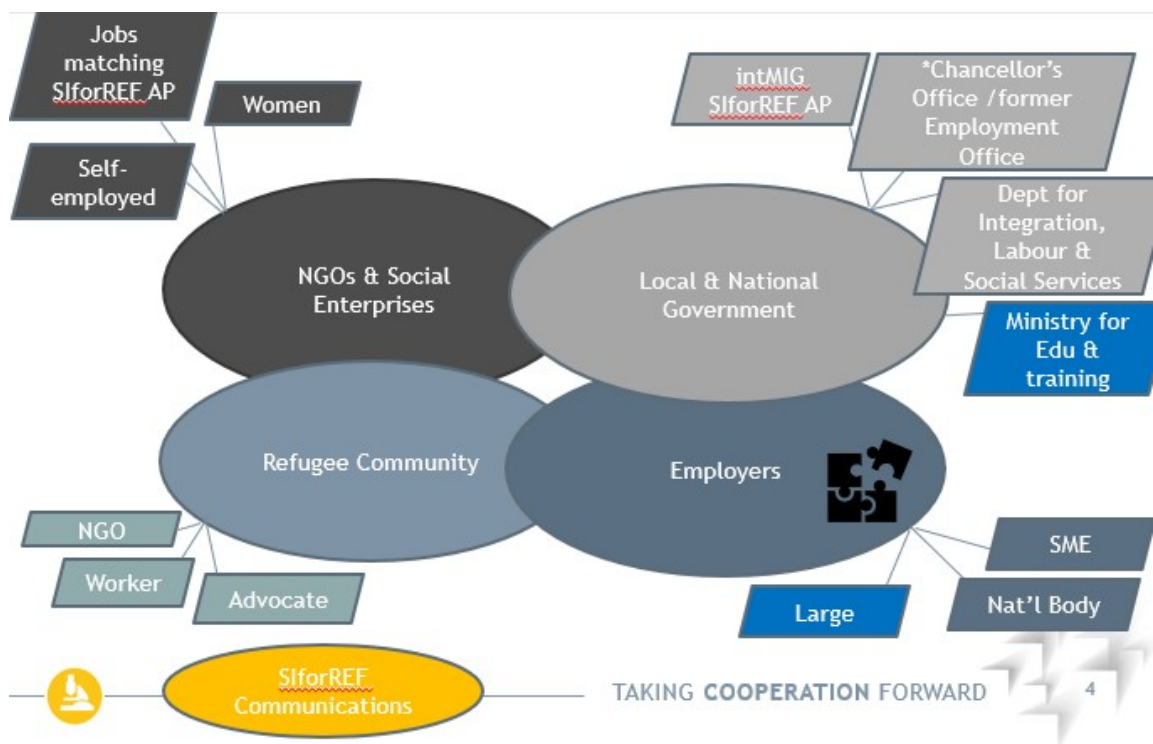 Jobs
matching
SIforREF AP
Women
Self-
employed
intMIG
SIforREF AP
*Chancellor's
Office /former
Employment
Office
Dept for
Integration,
Labour &
Social Services
Ministry for
Edu &
training
NGOs & Social
Enterprises
Local & National
Government
Refugee Community
Employers
NGO
Worker
Advocate
SME
Nat'l Body
Large
SIforREF
Communications
TAKING COOPERATION FORWARD
4